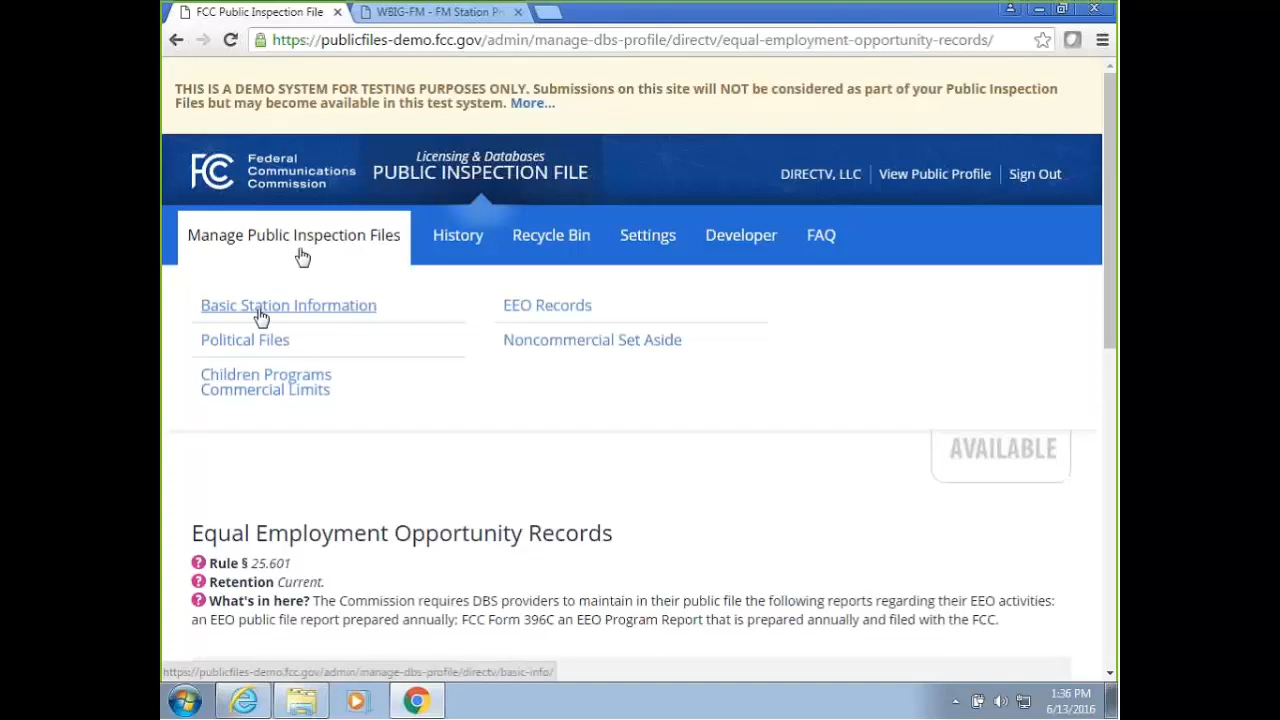 FCC Public Inspection File
WBIG-FM - FM Station Pr
https://publicfiles-demo.fcc.gov/admin/manage-dbs-profile/directv/equal-employment-opportunity-records/
THIS IS A DEMO SYSTEM FOR TESTING PURPOSES ONLY. Submissions on this site will NOT be considered as part of your Public Inspection
Files but may become available in this test system. More...
FCC Federal Communications Commission
Licensing & Databases
PUBLIC INSPECTION FILE
DIRECTV, LLC View Public Profile Sign Out
Manage Public Inspection Files History Recycle Bin Settings Developer FAQ
Basic Station Information
EEO Records
Political Files
Noncommercial Set Aside
Children Programs
Commercial Limits
AVAILABLE
Equal Employment Opportunity Records
? Rule § 25.601
? Retention Current.
? What's in here? The Commission requires DBS providers to maintain in their public file the following reports regarding their EEO activities:
an EEO public file report prepared annually: FCC Form 396C an EEO Program Report that is prepared annually and filed with the FCC.
https://publicfiles-demo.fcc.gov/admin/manage-dbs-profile/directv/basic-info/
1:36 PM
6/13/2016